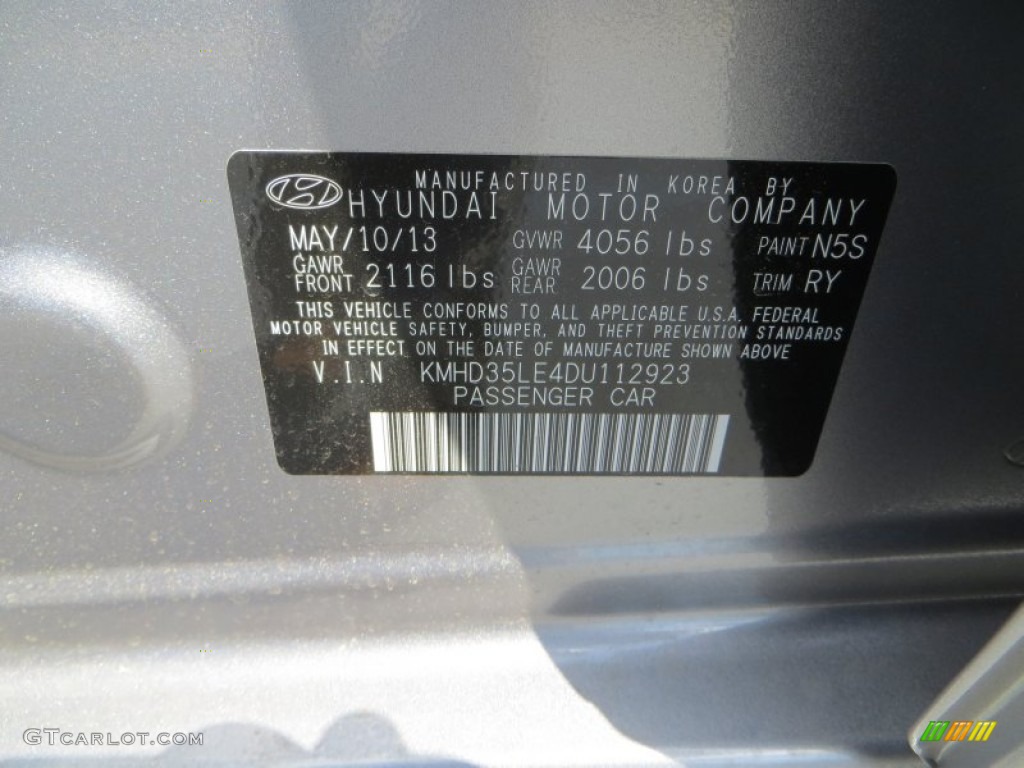 MANUFACTURED IN KOREA BY
HYUNDAI MOTOR COMPANY
MAY/10/13 GVWR 4056 lbs PAINT N5S
GAWR FRONT 2116 lbs GAWR REAR 2006 lbs TRIM RY
THIS VEHICLE CONFORMS TO ALL APPLICABLE U.S.A. FEDERAL
MOTOR VEHICLE SAFETY, BUMPER, AND THEFT PREVENTION STANDARDS
IN EFFECT ON THE DATE OF MANUFACTURE SHOWN ABOVE
V.I.N KMHD35LE4DU112923
PASSENGER CAR
GTCARLOT.COM